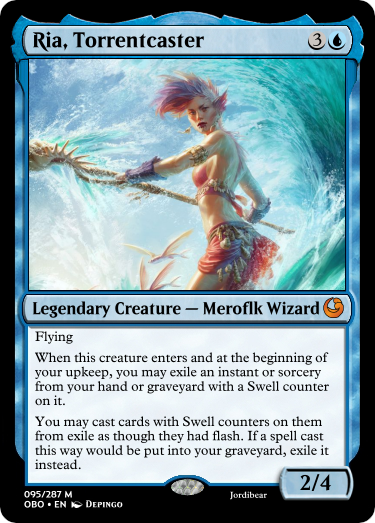 Ria, Torrentcaster 3
Legendary Creature — Meroflk Wizard
Flying
When this creature enters and at the beginning of
your upkeep, you may exile an instant or sorcery
from your hand or graveyard with a Swell counter
on it.
You may cast cards with Swell counters on them
from exile as though they had flash. If a spell cast
this way would be put into your graveyard, exile it
instead.
2/4
095/287 M
OBO • EN Depingo
Jordibear